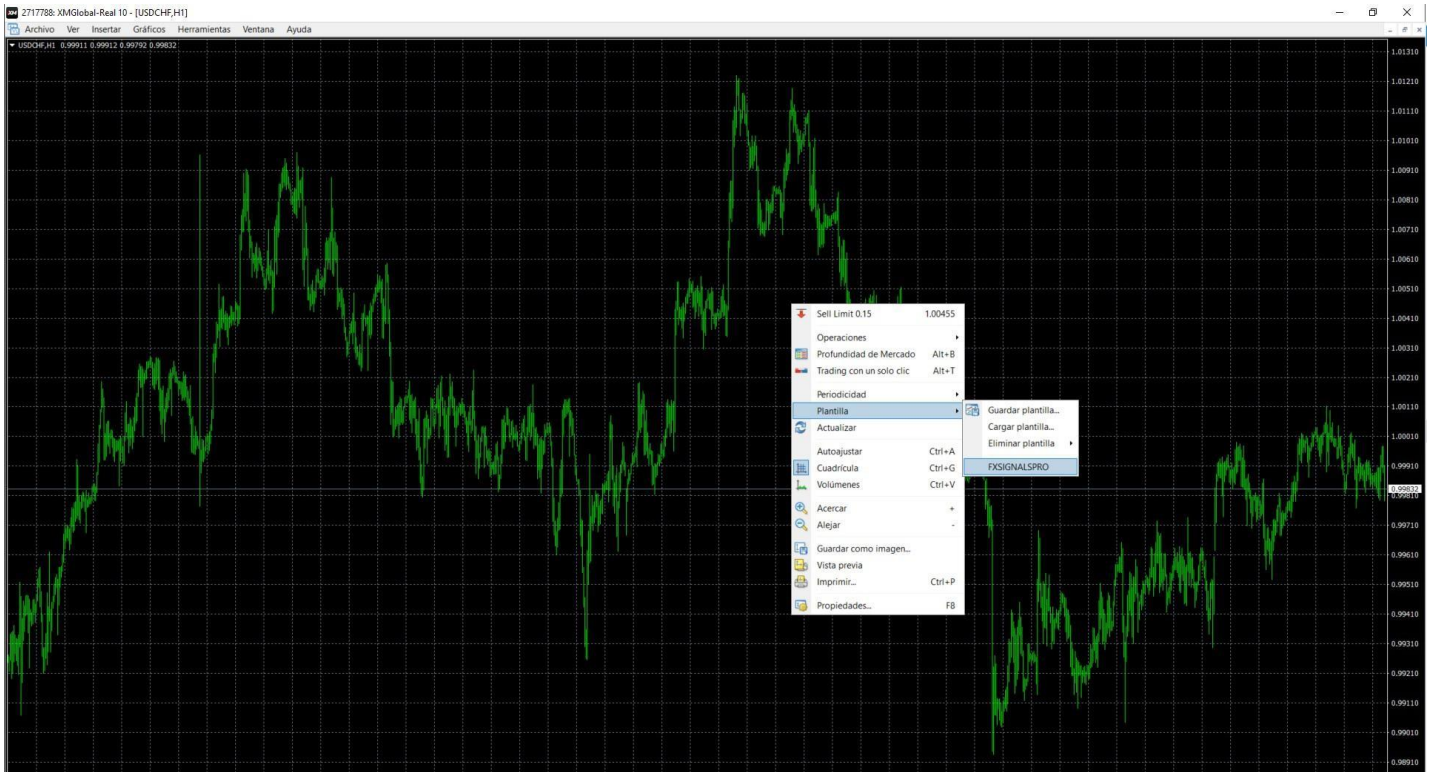 XM 2717788: XMGlobal-Real 10 - [USDCHF,H1]
Archivo Ver Insertar Gráficos Herramientas Ventana Ayuda
USDCHF,H1 0.99911 0.99912 0.99792 0.99832
1.01310
1.01210
1.01110
1.01010
1.00910
1.00810
1.00710
1.00610
1.00510
1.00410
1.00310
1.00210
1.00110
1.00010
0.99910
0.99832
0.99810
0.99710
0.99610
0.99510
0.99410
0.99310
0.99210
0.99110
0.99010
0.98910
Sell Limit 0.15 1.00455
Operaciones
Profundidad de Mercado Alt+B
Trading con un solo clic Alt+T
Periodicidad
Plantilla
Actualizar
Autoajustar Ctrl+A
Cuadrícula Ctrl+G
Volúmenes Ctrl+V
Acercar +
Alejar -
Guardar como imagen...
Vista previa
Imprimir... Ctrl+P
Propiedades... F8
Guardar plantilla...
Cargar plantilla...
Eliminar plantilla
FXSIGNALSPRO